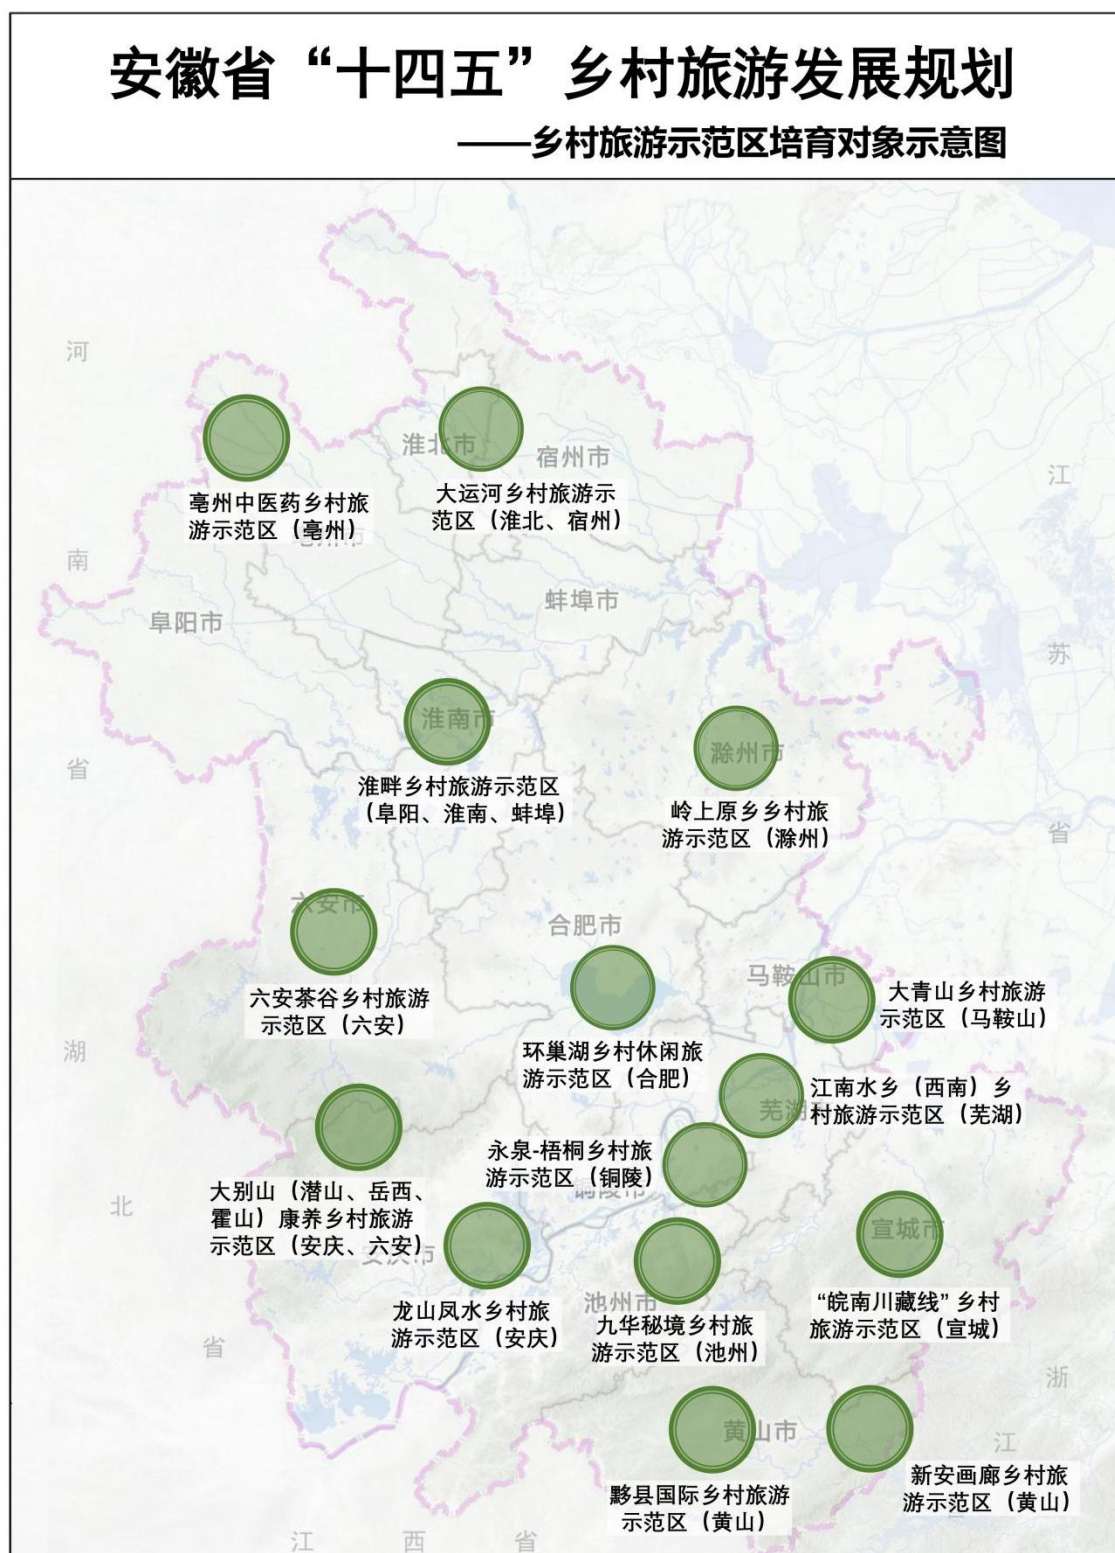 安徽省“十四五”乡村旅游发展规划
——乡村旅游示范区培育对象示意图
河
南
省
湖
北
省
江
西
省
江
苏
省
浙
江
省
淮北市
宿州市
亳州中医药乡村旅
游示范区（亳州）
大运河乡村旅游示
范区（淮北、宿州）
亳州市
阜阳市
蚌埠市
淮南市
滁州市
淮畔乡村旅游示范区
（阜阳、淮南、蚌埠）
岭上原乡乡村旅
游示范区（滁州）
六安市
合肥市
马鞍山市
六安茶谷乡村旅游
示范区（六安）
大青山乡村旅游
示范区（马鞍山）
环巢湖乡村休闲旅
游示范区（合肥）
芜湖市
江南水乡（西南）乡
村旅游示范区（芜湖）
永泉-梧桐乡村旅
游示范区（铜陵）
铜陵市
大别山（潜山、岳西、
霍山）康养乡村旅游
示范区（安庆、六安）
安庆市
宣城市
龙山凤水乡村旅
游示范区（安庆）
池州市
九华秘境乡村旅
游示范区（池州）
“皖南川藏线”乡村
旅游示范区（宣城）
黄山市
黟县国际乡村旅游
示范区（黄山）
新安画廊乡村旅
游示范区（黄山）